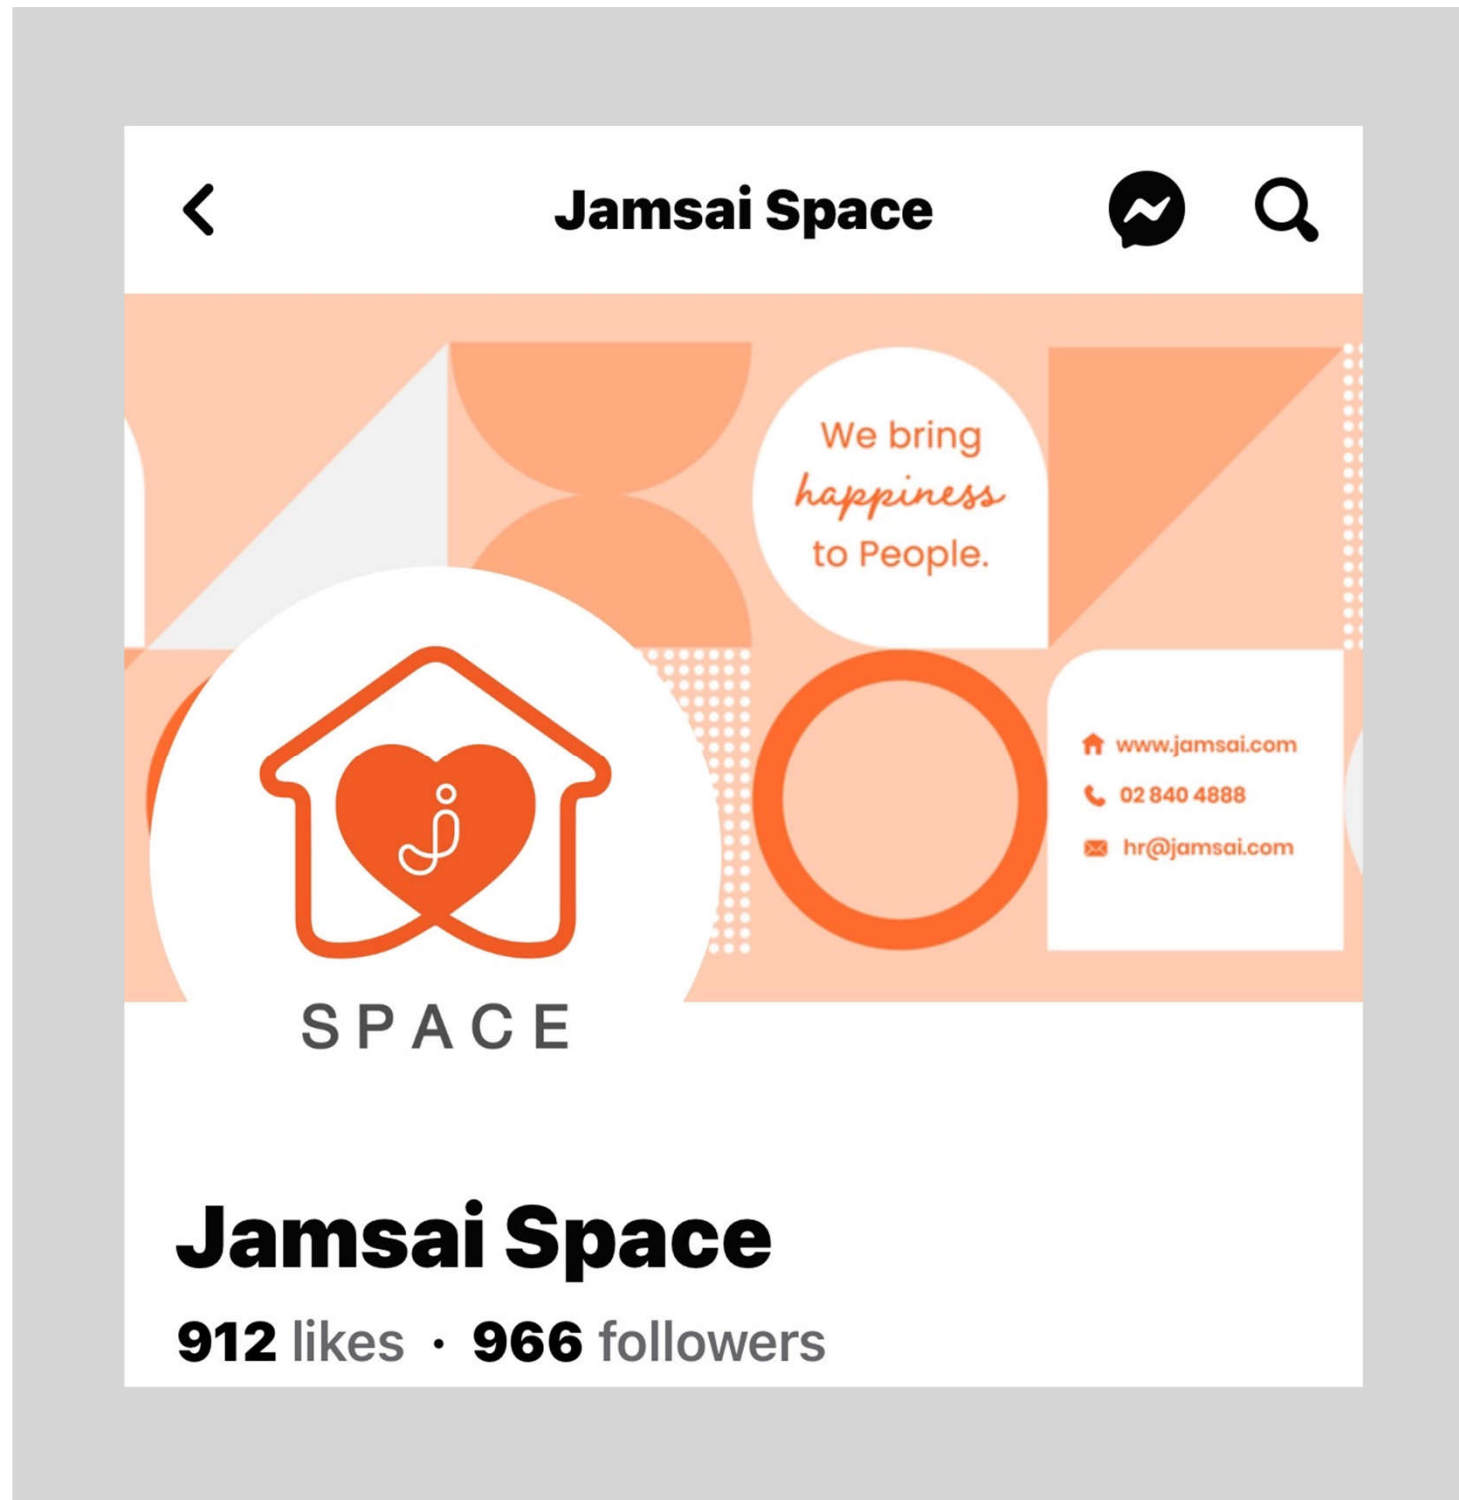 Jamsai Space
We bring
happiness
to People.
www.jamsai.com
02 840 4888
hr@jamsai.com
j
SPACE
Jamsai Space
912 likes · 966 followers